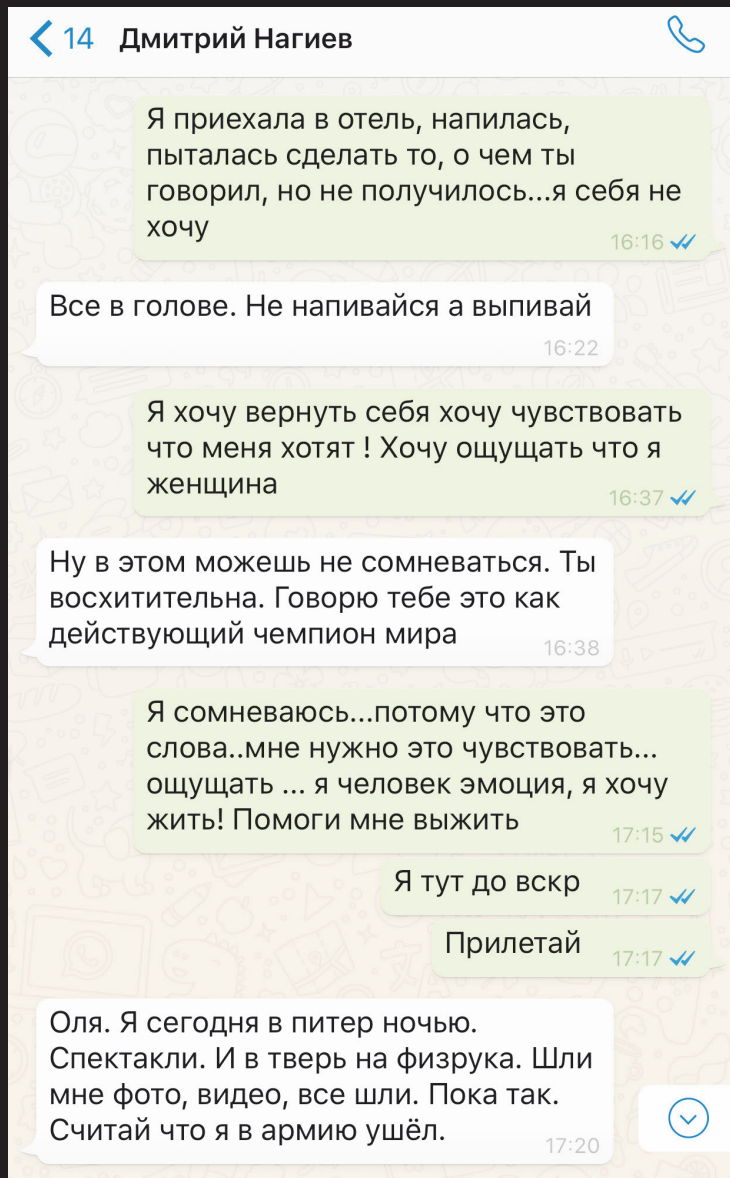 14 Дмитрий Нагиев
Я приехала в отель, напилась,
пыталась сделать то, о чем ты
говорил, но не получилось...я себя не
хочу
16:16
Все в голове. Не напивайся а выпивай
16:22
Я хочу вернуть себя хочу чувствовать
что меня хотят ! Хочу ощущать что я
женщина
16:37
Ну в этом можешь не сомневаться. Ты
восхитительна. Говорю тебе это как
действующий чемпион мира
16:38
Я сомневаюсь...потому что это
слова..мне нужно это чувствовать...
ощущать ... я человек эмоция, я хочу
жить! Помоги мне выжить
17:15
Я тут до вскр
17:17
Прилетай
17:17
Оля. Я сегодня в питер ночью.
Спектакли. И в тверь на физрука. Шли
мне фото, видео, все шли. Пока так.
Считай что я в армию ушёл.
17:20